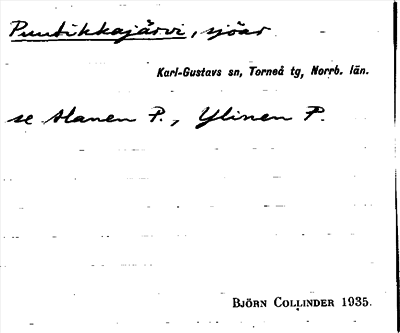 Puutikkajärvi, sjöar
Karl-Gustavs sn, Torneå tg, Norrb. län.
se Alanen P., Ylinen P.
BJÖRN COLLINDER 1935.